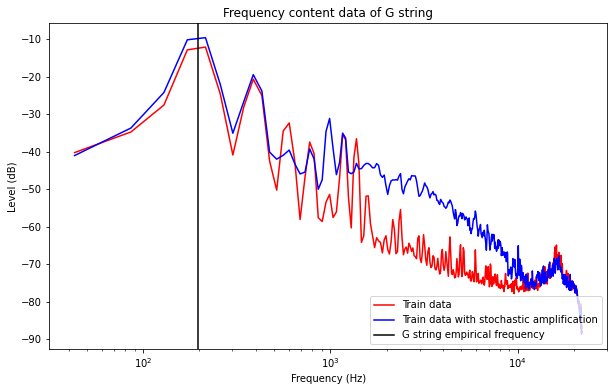 Frequency content data of G string
Level (dB)
−10
−20
−30
−40
−50
−60
−70
−80
−90
Train data
Train data with stochastic amplification
G string empirical frequency
10² 10³ 10⁴
Frequency (Hz)